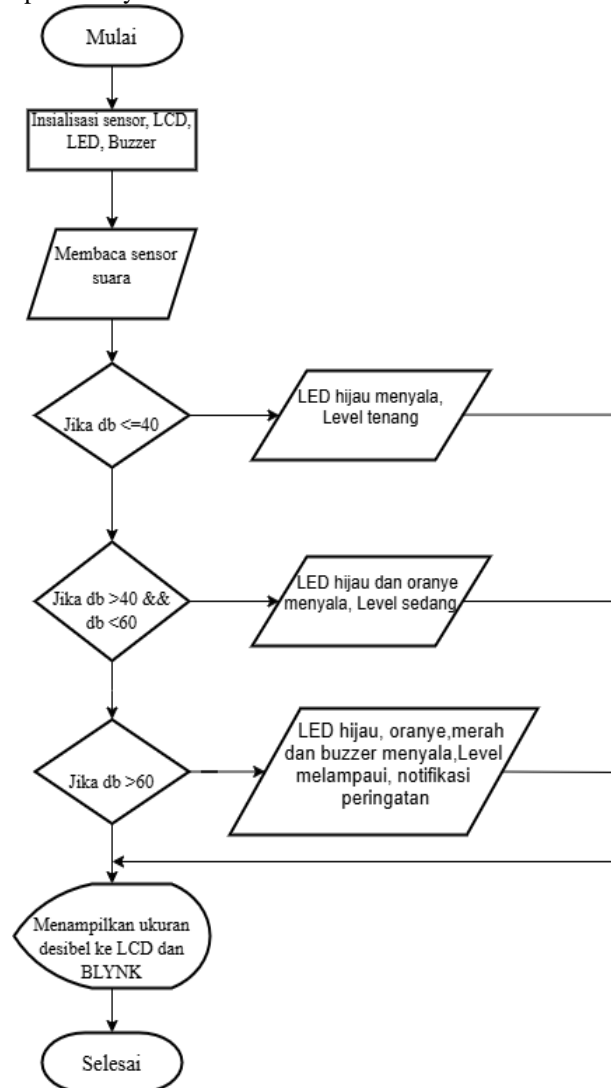 Mulai
Insialisasi sensor, LCD,
LED, Buzzer
Membaca sensor
suara
Jika db <=40
LED hijau menyala,
Level tenang
Jika db >40 &&
db <60
LED hijau dan oranye
menyala, Level sedang
Jika db >60
LED hijau, oranye,merah
dan buzzer menyala,Level
melampaui, notifikasi
peringatan
Menampilkan ukuran
desibel ke LCD dan
BLYNK
Selesai